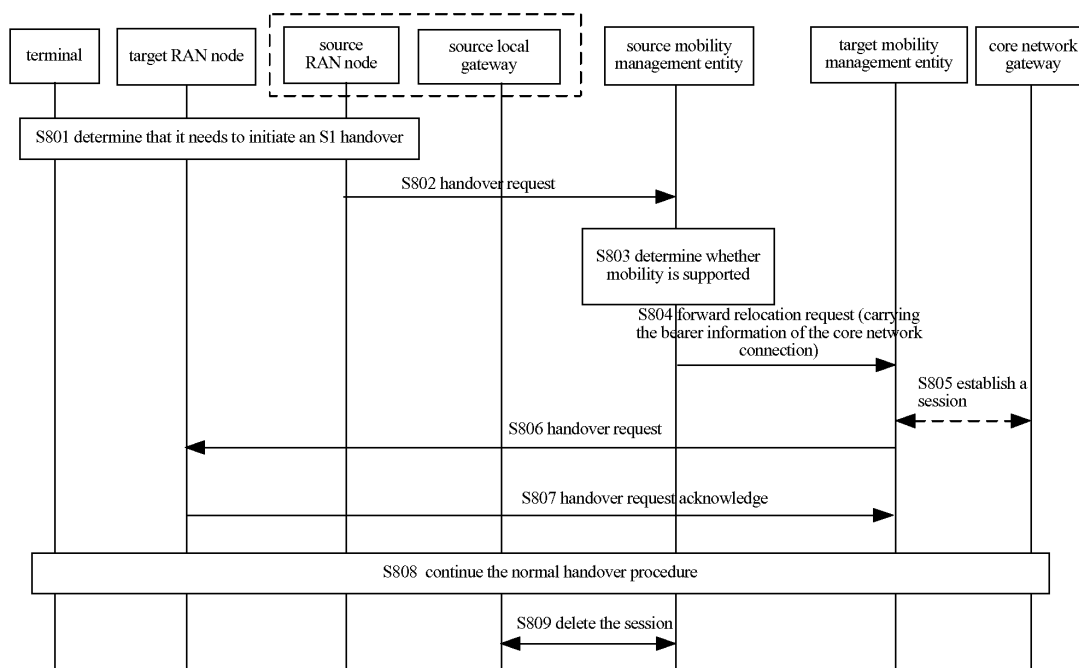 terminal
target RAN node
source
RAN node
source local
gateway
source mobility
management entity
target mobility
management entity
core network
gateway
S801 determine that it needs to initiate an S1 handover
S802 handover request
S803 determine whether
mobility is supported
S804 forward relocation request (carrying
the bearer information of the core network
connection)
S805 establish a
session
S806 handover request
S807 handover request acknowledge
S808 continue the normal handover procedure
S809 delete the session